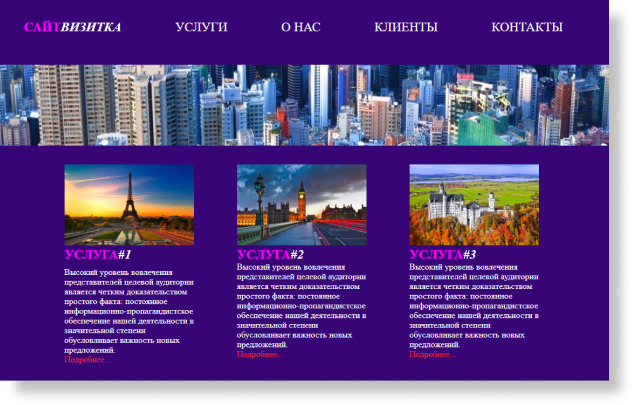 САЙТВИЗИТКА УСЛУГИ О НАС КЛИЕНТЫ КОНТАКТЫ
УСЛУГА#1
Высокий уровень вовлечения
представителей целевой аудитории
является четким доказательством
простого факта: постоянное
информационно-пропагандистское
обеспечение нашей деятельности в
значительной степени
обусловливает важность новых
предложений.
Подробнее...
УСЛУГА#2
Высокий уровень вовлечения
представителей целевой аудитории
является четким доказательством
простого факта: постоянное
информационно-пропагандистское
обеспечение нашей деятельности в
значительной степени
обусловливает важность новых
предложений.
Подробнее...
УСЛУГА#3
Высокий уровень вовлечения
представителей целевой аудитории
является четким доказательством
простого факта: постоянное
информационно-пропагандистское
обеспечение нашей деятельности в
значительной степени
обусловливает важность новых
предложений.
Подробнее...